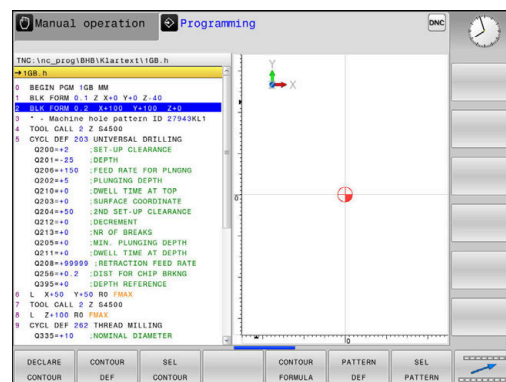 Manual operation
Programming
DNC
TNC:\nc_prog\BHB\Klartext\1GB.h
→1GB.h
0 BEGIN PGM 1GB MM
1 BLK FORM 0.1 Z X+0 Y+0 Z-40
2 BLK FORM 0.2 X+100 Y+100 Z+0
3 * - Machine hole pattern ID 27943KL1
4 TOOL CALL 2 Z S4500
5 CYCL DEF 203 UNIVERSAL DRILLING
Q200=+2 ;SET-UP CLEARANCE
Q201=-25 ;DEPTH
Q206=+150 ;FEED RATE FOR PLNGNG
Q202=+5 ;PLUNGING DEPTH
Q210=+0 ;DWELL TIME AT TOP
Q203=+0 ;SURFACE COORDINATE
Q204=+50 ;2ND SET-UP CLEARANCE
Q212=+0 ;DECREMENT
Q213=+0 ;NR OF BREAKS
Q205=+0 ;MIN. PLUNGING DEPTH
Q211=+0 ;DWELL TIME AT DEPTH
Q208=+99999 ;RETRACTION FEED RATE
Q256=+0.2 ;DIST FOR CHIP BRKNG
Q395=+0 ;DEPTH REFERENCE
6 L X+50 Y+50 R0 FMAX
7 TOOL CALL 2 Z S4500
8 L Z+100 R0 FMAX
9 CYCL DEF 262 THREAD MILLING
Q335=+10 ;NOMINAL DIAMETER
Y
X
0
0
DECLARE CONTOUR
CONTOUR DEF
SEL CONTOUR
CONTOUR FORMULA
PATTERN DEF
SEL PATTERN